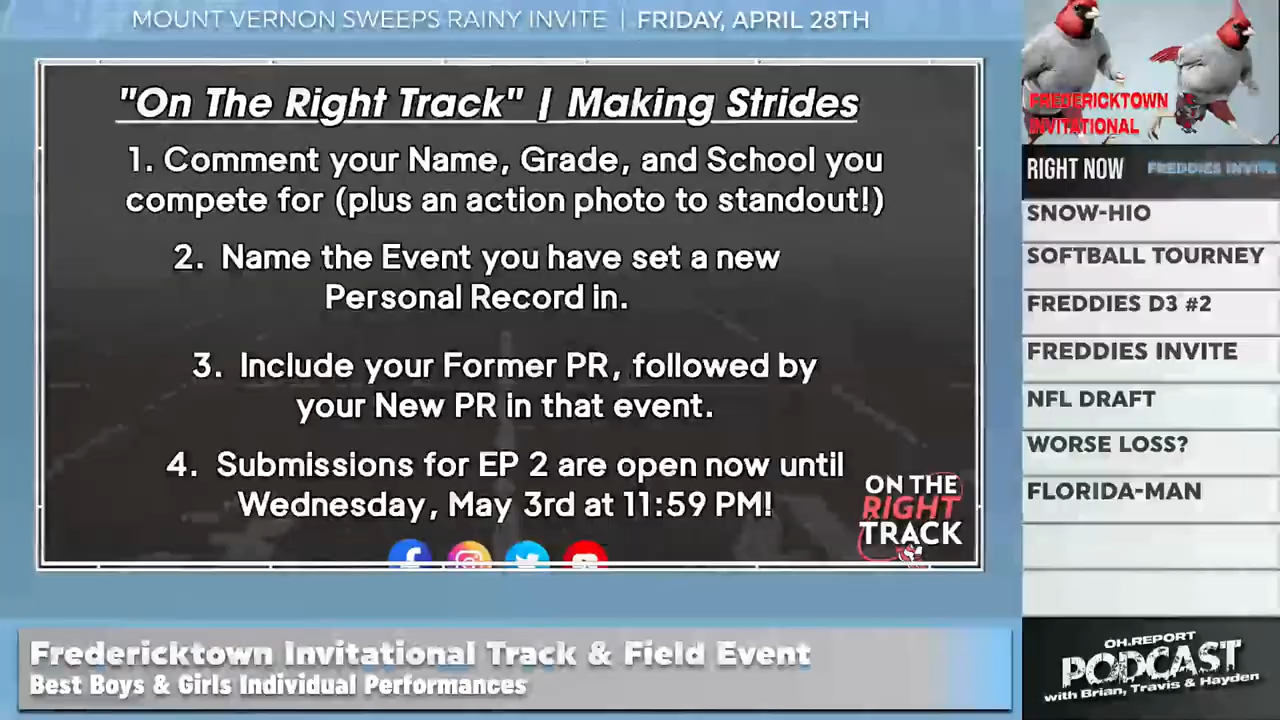 MOUNT VERNON SWEEPS RAINY INVITE | FRIDAY, APRIL 28TH
"On The Right Track" | Making Strides
1. Comment your Name, Grade, and School you
compete for (plus an action photo to standout!)
2. Name the Event you have set a new
Personal Record in.
3. Include your Former PR, followed by
your New PR in that event.
4. Submissions for EP 2 are open now until
Wednesday, May 3rd at 11:59 PM!
ON THE
RIGHT
TRACK
Fredericktown Invitational Track & Field Event
Best Boys & Girls Individual Performances
FREDERICKTOWN
INVITATIONAL
RIGHT NOW FREDDIES INVITE
SNOW-HIO
SOFTBALL TOURNEY
FREDDIES D3 #2
FREDDIES INVITE
NFL DRAFT
WORSE LOSS?
FLORIDA-MAN
OH.REPORT
PODCAST
with Brian, Travis & Hayden